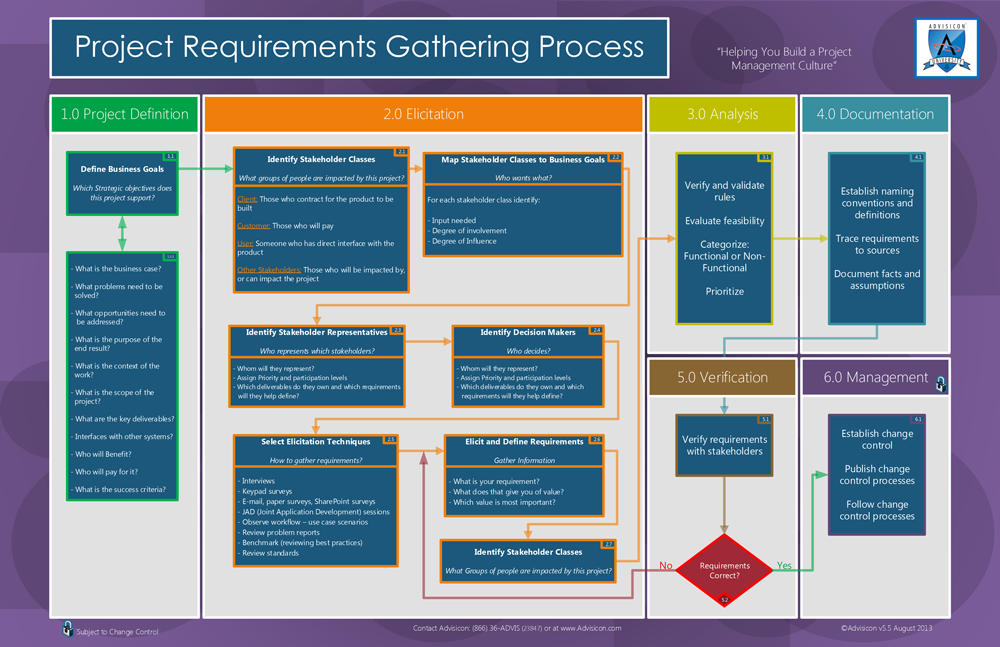 Project Requirements Gathering Process
“Helping You Build a Project
Management Culture”
ADVISICON
A
UNIVERSITY
1.0 Project Definition
1.1
Define Business Goals
Which Strategic objectives does
this project support?
- What is the business case?
- What problems need to be
solved?
- What opportunities need to
be addressed?
- What is the purpose of the
end result?
- What is the context of the
work?
- What is the scope of the
project?
- What are the key deliverables?
- Interfaces with other systems?
- Who will Benefit?
- Who will pay for it?
- What is the success criteria?
2.0 Elicitation
2.1
Identify Stakeholder Classes
What groups of people are impacted by this project?
Client: Those who contract for the product to be
built
Customer: Those who will pay
User: Someone who has direct interface with the
product
Other Stakeholders: Those who will be impacted by,
or can impact the project
2.2
Map Stakeholder Classes to Business Goals
Who wants what?
For each stakeholder class identify:
- Input needed
- Degree of involvement
- Degree of Influence
2.3
Identify Stakeholder Representatives
Who represents which stakeholders?
- Whom will they represent?
- Assign Priority and participation levels
- Which deliverables do they own and which requirements
will they help define?
2.4
Identify Decision Makers
Who decides?
- Whom will they represent?
- Assign Priority and participation levels
- Which deliverables do they own and which
requirements will they help define?
2.5
Select Elicitation Techniques
How to gather requirements?
- Interviews
- Keypad surveys
- E-mail, paper surveys, SharePoint surveys
- JAD (Joint Application Development) sessions
- Observe workflow – use case scenarios
- Review problem reports
- Benchmark (reviewing best practices)
- Review standards
2.6
Elicit and Define Requirements
Gather Information
- What is your requirement?
- What does that give you of value?
- Which value is most important?
2.7
Identify Stakeholder Classes
What Groups of people are impacted by this project?
3.0 Analysis
3.1
Verify and validate
rules
Evaluate feasibility
Categorize:
Functional or Non-
Functional
Prioritize
4.0 Documentation
4.1
Establish naming
conventions and
definitions
Trace requirements
to sources
Document facts and
assumptions
5.0 Verification
5.1
Verify requirements
with stakeholders
Requirements
Correct?
5.2
No
Yes
6.0 Management
6.1
Establish change
control
Publish change
control processes
Follow change
control processes
Subject to Change Control
Contact Advisicon: (866) 36-ADVIS (23847) or at www.Advisicon.com
©Advisicon v5.5 August 2013